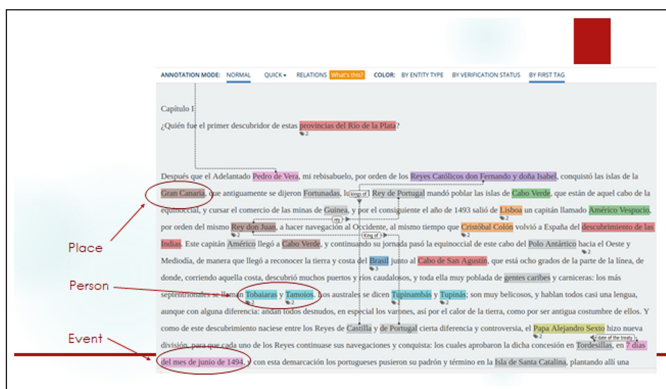 ANNOTATION MODE: NORMAL QUICK RELATIONS What's this? COLOR: BY ENTITY TYPE BY VERIFICATION STATUS BY FIRST TAG
Capítulo I
¿Quién fue el primer descubridor de estas provincias del Río de la Plata?
2
Después que el Adelantado Pedro de Vera, mi rebisabuelo, por orden de los Reyes Católicos don Fernando y doña Isabel, conquistó las islas de la
Gran Canaria, que antiguamente se dijeron Fortunadas, Rey de Portugal mandó poblar las islas de Cabo Verde, que están de aquel cabo de la
equinoccial, y cursar el comercio de las minas de Guinea, y por el consiguiente el año de 1493 salió de Lisboa un capitán llamado Américo Vespucio,
por orden del mismo Rey don Juan, a hacer navegación al Occidente, al mismo tiempo que Cristóbal Colón volvió a España del descubrimiento de las
Indias. Este capitán Américo llegó a Cabo Verde, y continuando su jornada pasó la equinoccial de este cabo del Polo Antártico hacia el Oeste y
Mediodía, de manera que llegó a reconocer la tierra y costa del Brasil junto al Cabo de San Agustín, que está ocho grados de la parte de la línea, de
donde, corriendo aquella costa, descubrió muchos puertos y ríos caudalosos, y toda ella muy poblada de gentes caribes y carniceras: los más
septentrionales se llaman Tobaiaras y Tamoios. Los australes se dicen Tupinambás y Tupinás; son muy belicosos, y hablan todos casi una lengua,
aunque con alguna diferencia: andan todos desnudos, en especial los varones, así por el calor de la tierra, como por ser antigua costumbre de ellos. Y
como de este descubrimiento naciese entre los Reyes de Castilla y de Portugal cierta diferencia y controversia, el Papa Alejandro Sexto hizo nueva
date of the treaty
división, para que cada uno de los Reyes continuase sus navegaciones y conquista: los cuales aprobaron la dicha concesión en Tordesillas, en 7 días
del mes de junio de 1494, y con esta demarcación los portugueses pusieron su padrón y término en la Isla de Santa Catalina, plantando allí una
Place
Person
Event